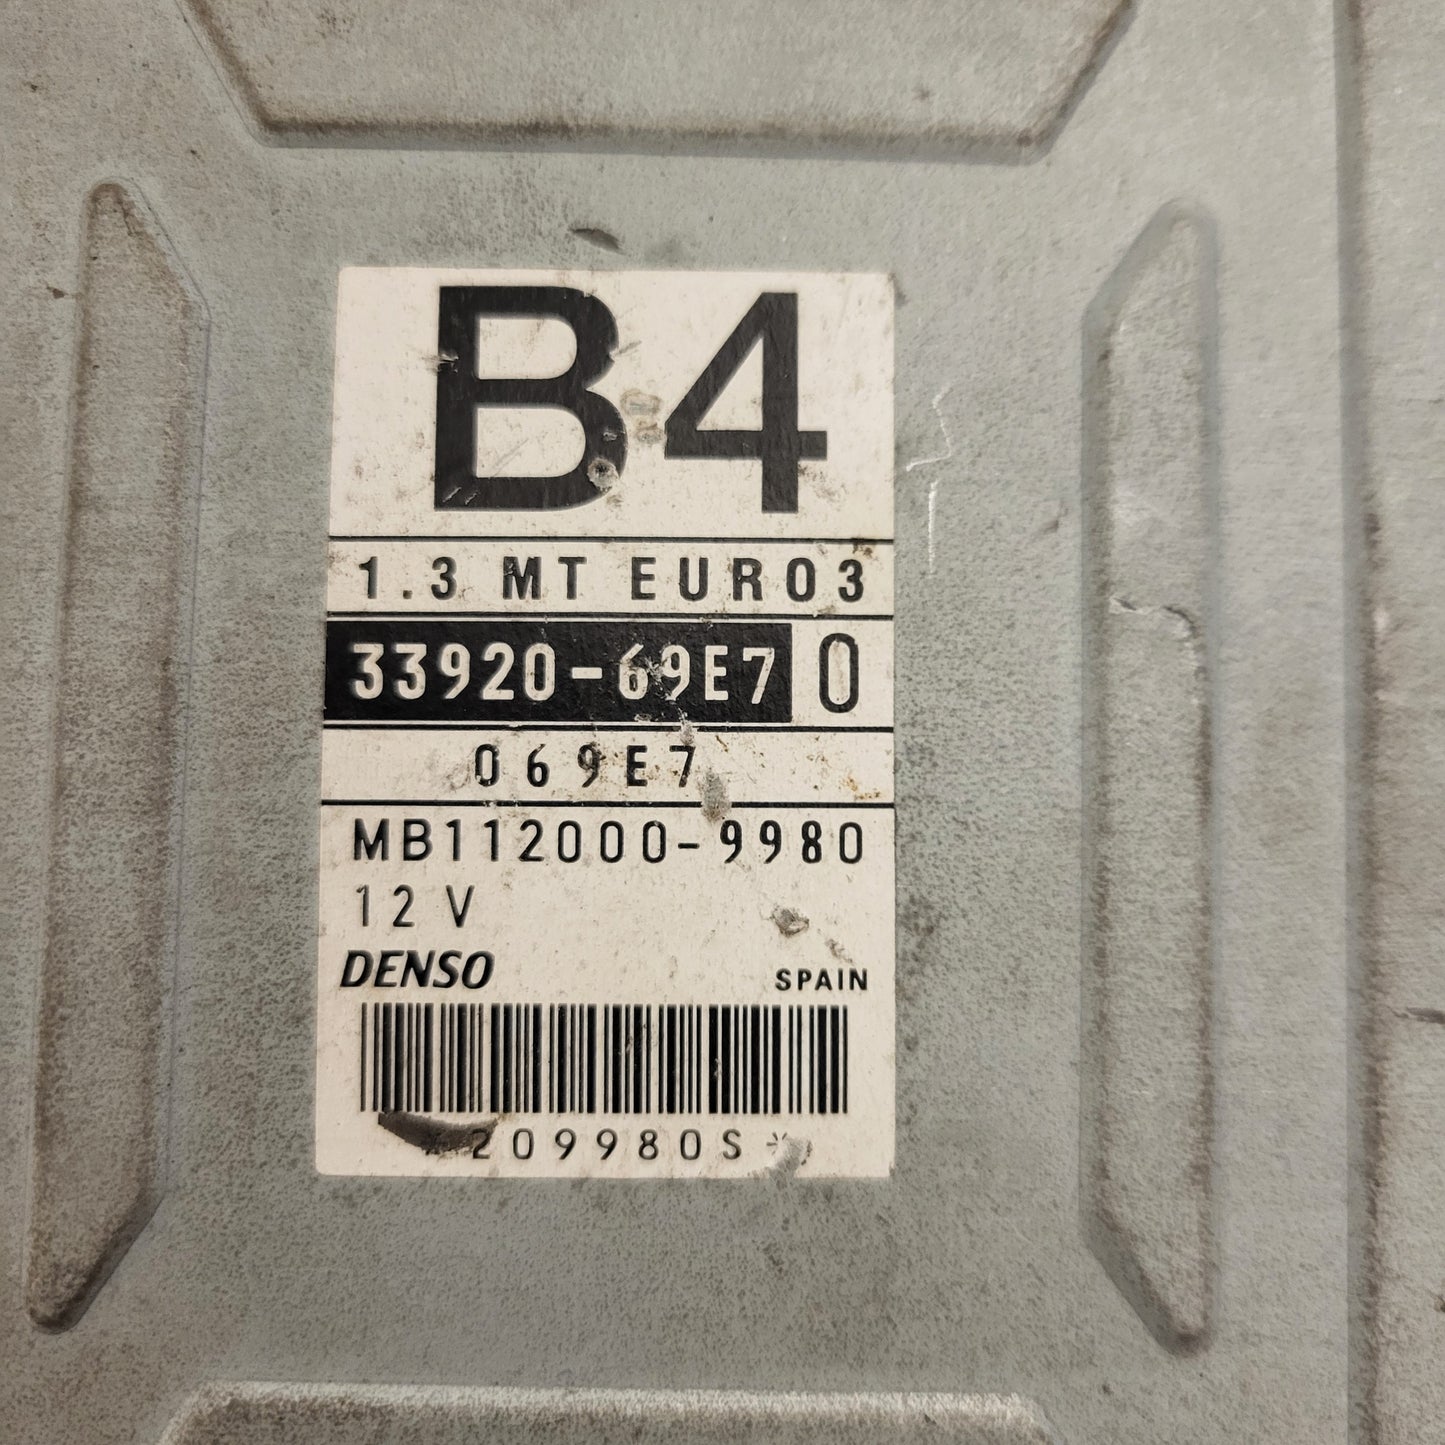 B4
1.3 MT EURO3
33920-69E7 0
069E7
MB112000-9980
12 V
DENSO SPAIN
*209980S*